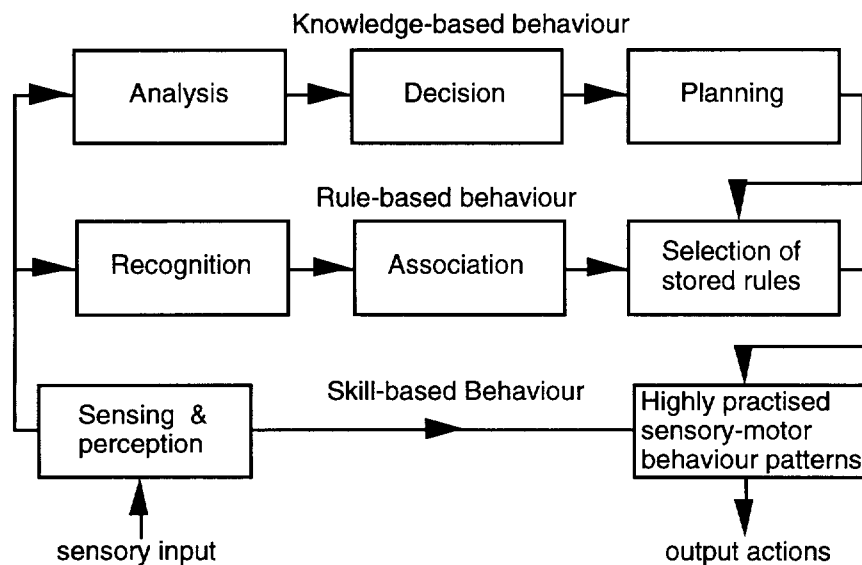 Knowledge-based behaviour
Analysis
Decision
Planning
Rule-based behaviour
Recognition
Association
Selection of
stored rules
Skill-based Behaviour
Sensing &
perception
Highly practised
sensory-motor
behaviour patterns
sensory input
output actions